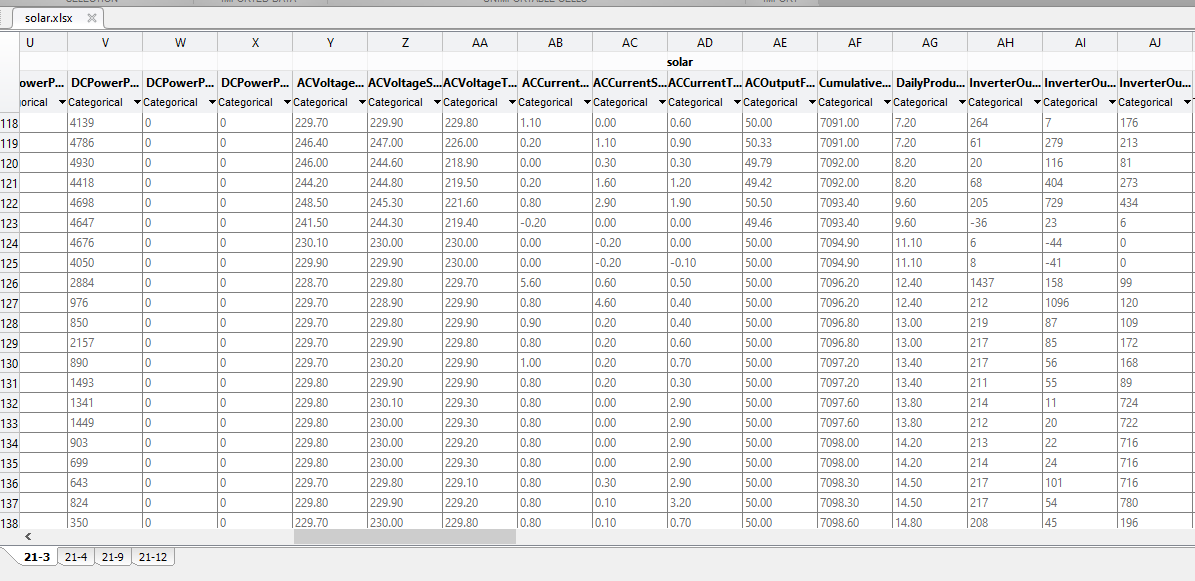 SELECTION IMPORTED DATA UNIMPORTABLE CELLS IMPORT
solar.xlsx
U V W X Y Z AA AB AC AD AE AF AG AH AI AJ
solar
owerP... DCPowerP... DCPowerP... DCPowerP... ACVoltage... ACVoltageS... ACVoltageT... ACCurrent... ACCurrentS... ACCurrentT... ACOutputF... Cumulative... DailyProdu... InverterOu... InverterOu... InverterOu...
orical Categorical Categorical Categorical Categorical Categorical Categorical Categorical Categorical Categorical Categorical Categorical Categorical Categorical Categorical Categorical
118 4139 0 0 229.70 229.90 229.80 1.10 0.00 0.60 50.00 7091.00 7.20 264 7 176
119 4786 0 0 246.40 247.00 226.00 0.20 1.10 0.90 50.33 7091.00 7.20 61 279 213
120 4930 0 0 246.00 244.60 218.90 0.00 0.30 0.30 49.79 7092.00 8.20 20 116 81
121 4418 0 0 244.20 244.80 219.50 0.20 1.60 1.20 49.42 7092.00 8.20 68 404 273
122 4698 0 0 248.50 245.30 221.60 0.80 2.90 1.90 50.50 7093.40 9.60 205 729 434
123 4647 0 0 241.50 244.30 219.40 -0.20 0.00 0.00 49.46 7093.40 9.60 -36 23 6
124 4676 0 0 230.10 230.00 230.00 0.00 -0.20 0.00 50.00 7094.90 11.10 6 -44 0
125 4050 0 0 229.90 229.90 230.00 0.00 -0.20 -0.10 50.00 7094.90 11.10 8 -41 0
126 2884 0 0 228.70 229.80 229.70 5.60 0.60 0.50 50.00 7096.20 12.40 1437 158 99
127 976 0 0 229.70 228.90 229.90 0.80 4.60 0.40 50.00 7096.20 12.40 212 1096 120
128 850 0 0 229.70 229.80 229.90 0.90 0.20 0.40 50.00 7096.80 13.00 219 87 109
129 2157 0 0 229.70 229.90 229.80 0.80 0.20 0.60 50.00 7096.80 13.00 217 85 172
130 890 0 0 229.70 230.20 229.90 1.00 0.20 0.70 50.00 7097.20 13.40 217 56 168
131 1493 0 0 229.80 229.90 229.90 0.80 0.20 0.30 50.00 7097.20 13.40 211 55 89
132 1341 0 0 229.80 230.10 229.30 0.80 0.00 2.90 50.00 7097.60 13.80 214 11 724
133 1449 0 0 229.80 230.00 229.30 0.80 0.00 2.90 50.00 7097.60 13.80 212 20 722
134 903 0 0 229.80 230.00 229.20 0.80 0.00 2.90 50.00 7098.00 14.20 213 22 716
135 699 0 0 229.80 230.00 229.30 0.80 0.00 2.90 50.00 7098.00 14.20 214 24 716
136 643 0 0 229.70 229.80 229.10 0.80 0.30 2.90 50.00 7098.30 14.50 217 101 716
137 824 0 0 229.80 229.90 229.20 0.80 0.10 3.20 50.00 7098.30 14.50 217 54 780
138 350 0 0 229.70 230.00 229.80 0.80 0.10 0.70 50.00 7098.60 14.80 208 45 196
21-3 21-4 21-9 21-12